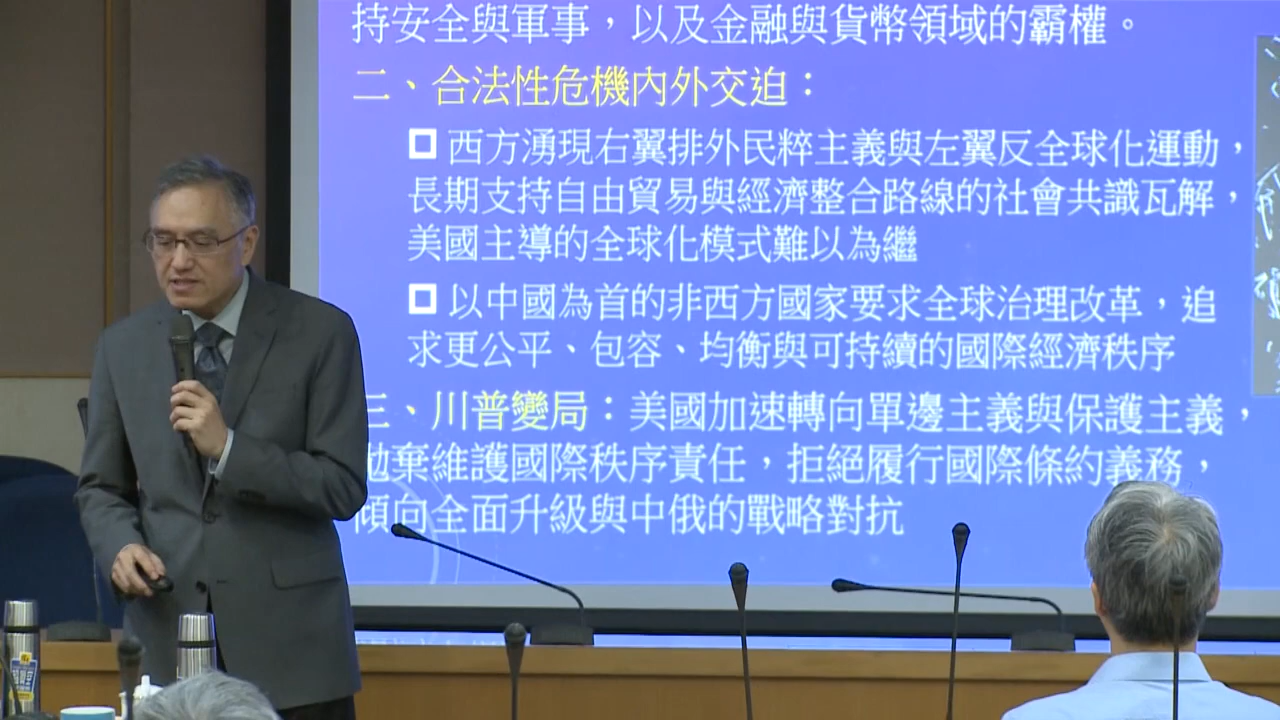 持安全與軍事，以及金融與貨幣領域的霸權。
二、合法性危機內外交迫：
西方湧現右翼排外民粹主義與左翼反全球化運動，
長期支持自由貿易與經濟整合路線的社會共識瓦解，
美國主導的全球化模式難以為繼
以中國為首的非西方國家要求全球治理改革，追
求更公平、包容、均衡與可持續的國際經濟秩序
三、川普變局：美國加速轉向單邊主義與保護主義，
拋棄維護國際秩序責任，拒絕履行國際條約義務，
傾向全面升級與中俄的戰略對抗